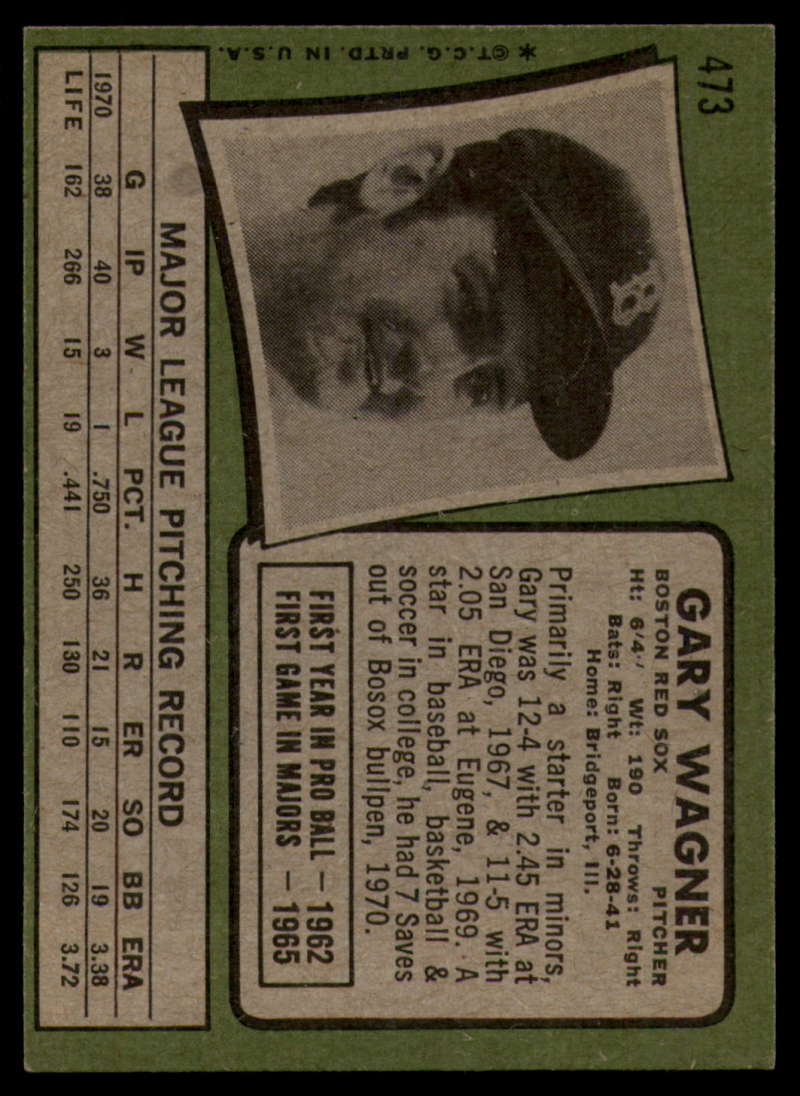 473
✶ ©T.C.G. PRTD. IN U.S.A.
B
GARY WAGNER
BOSTON RED SOX PITCHER
Ht: 6'4" Wt: 190 Throws: Right
Bats: Right Born: 6-28-41
Home: Bridgeport, Ill.
Primarily a starter in minors,
Gary was 12-4 with 2.45 ERA at
San Diego, 1967, & 11-5 with
2.05 ERA at Eugene, 1969. A
star in baseball, basketball &
soccer in college, he had 7 Saves
out of Bosox bullpen, 1970.
FIRST YEAR IN PRO BALL — 1962
FIRST GAME IN MAJORS — 1965
MAJOR LEAGUE PITCHING RECORD
G IP W L PCT. H R ER SO BB ERA
1970 38 40 3 1 .750 36 21 15 20 19 3.38
LIFE 162 266 15 19 .441 250 130 110 174 126 3.72